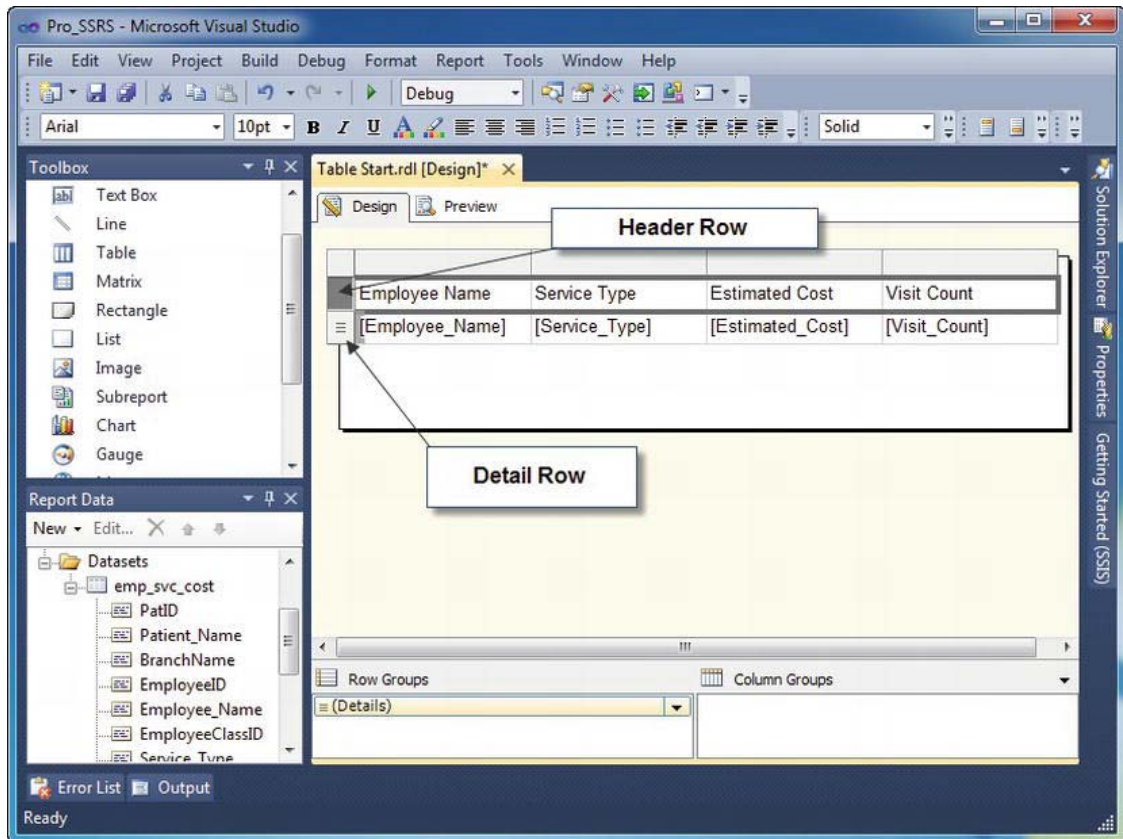 Pro_SSRS - Microsoft Visual Studio
File Edit View Project Build Debug Format Report Tools Window Help
Debug
Arial 10pt B I U A Solid
Toolbox
Text Box
Line
Table
Matrix
Rectangle
List
Image
Subreport
Chart
Gauge
Report Data
New Edit...
Datasets
emp_svc_cost
PatID
Patient_Name
BranchName
EmployeeID
Employee_Name
EmployeeClassID
Service_Type
Table Start.rdl [Design]*
Design Preview
Header Row
Employee Name Service Type Estimated Cost Visit Count
[Employee_Name] [Service_Type] [Estimated_Cost] [Visit_Count]
Detail Row
Row Groups Column Groups
(Details)
Solution Explorer
Properties
Getting Started (SSIS)
Error List Output
Ready